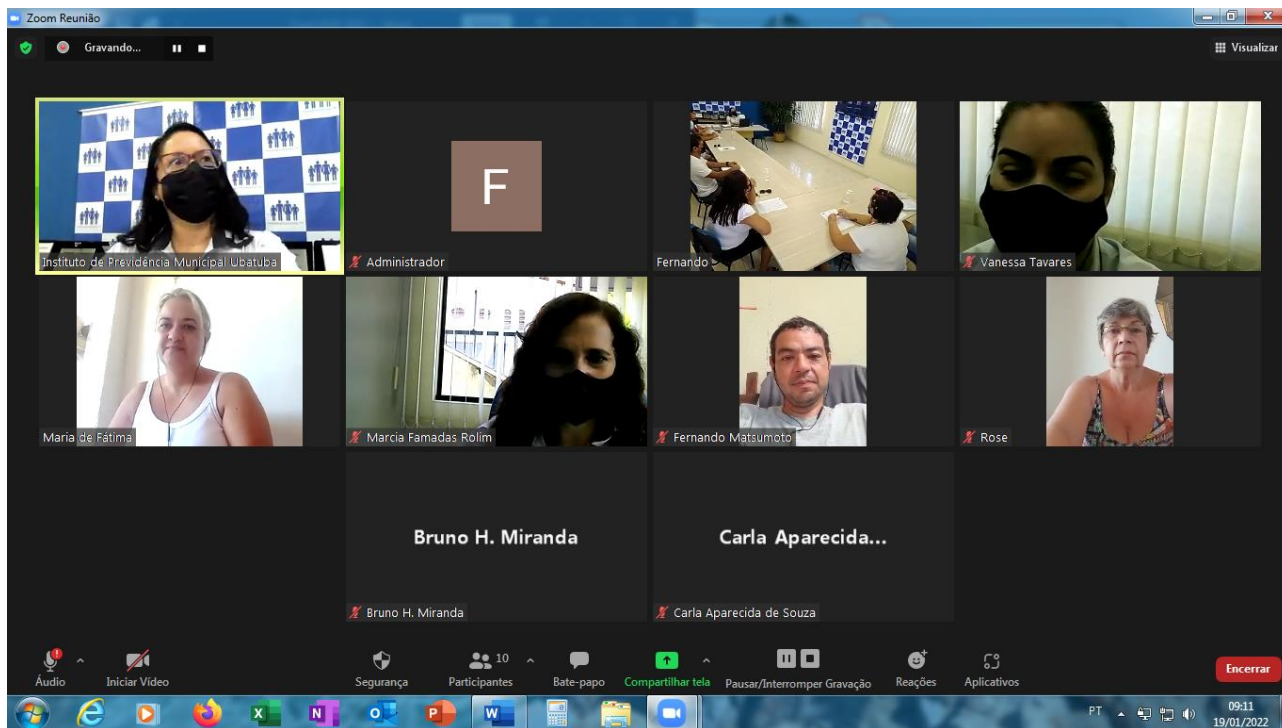 Zoom Reunião
Gravando...
Visualizar
F
Instituto de Previdência Municipal Ubatuba
Administrador
Fernando
Vanessa Tavares
Maria de Fátima
Marcia Famadas Rolim
Fernando Matsumoto
Rose
Bruno H. Miranda
Carla Aparecida...
Bruno H. Miranda
Carla Aparecida de Souza
10
Áudio
Iniciar Vídeo
Segurança
Participantes
Bate-papo
Compartilhar tela
Pausar/Interromper Gravação
Reações
Aplicativos
Encerrar
PT
09:11
19/01/2022